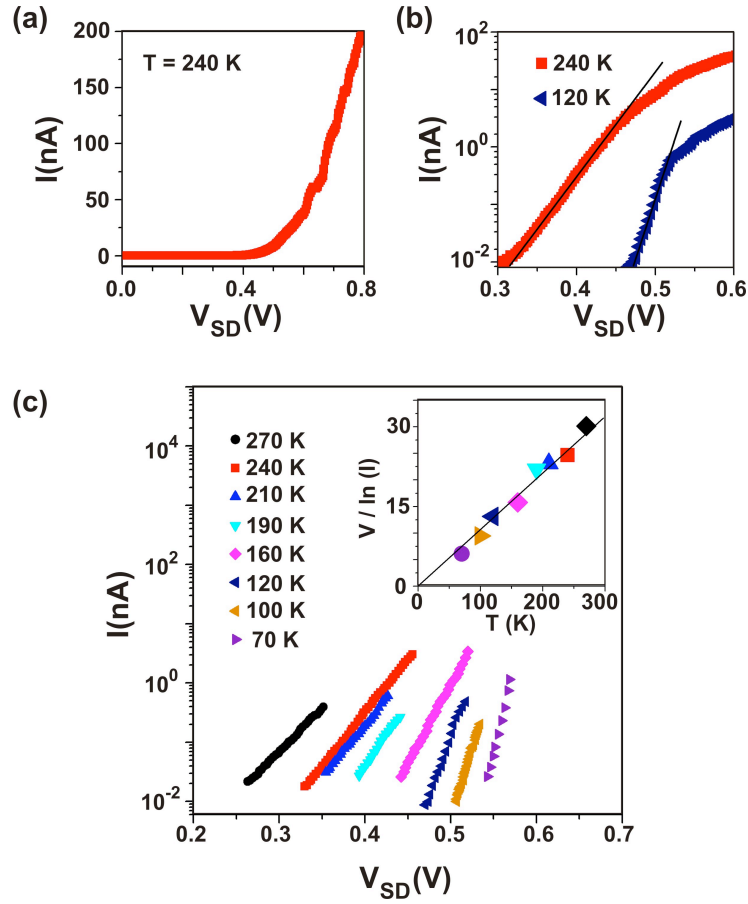 (a)
200
150
100
50
0
I(nA)
T = 240 K
0.0
0.4
0.8
V_SD(V)
(b)
10^2
10^0
10^-2
I(nA)
240 K
120 K
0.3
0.4
0.5
0.6
V_SD(V)
(c)
10^4
10^2
10^0
10^-2
I(nA)
270 K
240 K
210 K
190 K
160 K
120 K
100 K
70 K
30
15
0
V / ln (I)
0
100
200
300
T (K)
0.2
0.3
0.4
0.5
0.6
0.7
V_SD(V)